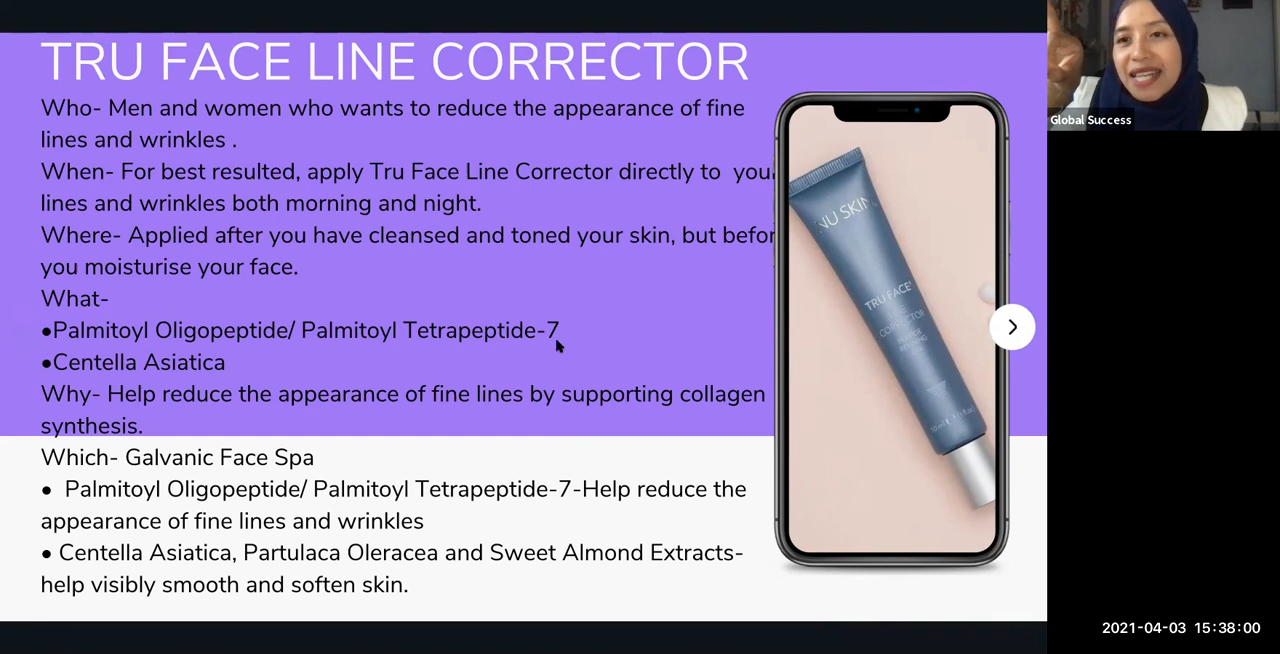 TRU FACE LINE CORRECTOR
Who- Men and women who wants to reduce the appearance of fine
lines and wrinkles .
When- For best resulted, apply Tru Face Line Corrector directly to  you
lines and wrinkles both morning and night.
Where- Applied after you have cleansed and toned your skin, but befor
you moisturise your face.
What-
•Palmitoyl Oligopeptide/ Palmitoyl Tetrapeptide-7
•Centella Asiatica
Why- Help reduce the appearance of fine lines by supporting collagen
synthesis.
Which- Galvanic Face Spa
•  Palmitoyl Oligopeptide/ Palmitoyl Tetrapeptide-7-Help reduce the
appearance of fine lines and wrinkles
• Centella Asiatica, Partulaca Oleracea and Sweet Almond Extracts-
help visibly smooth and soften skin.
NU SKIN
TRU FACE
CORRECTOR
Global Success
2021-04-03 15:38:00